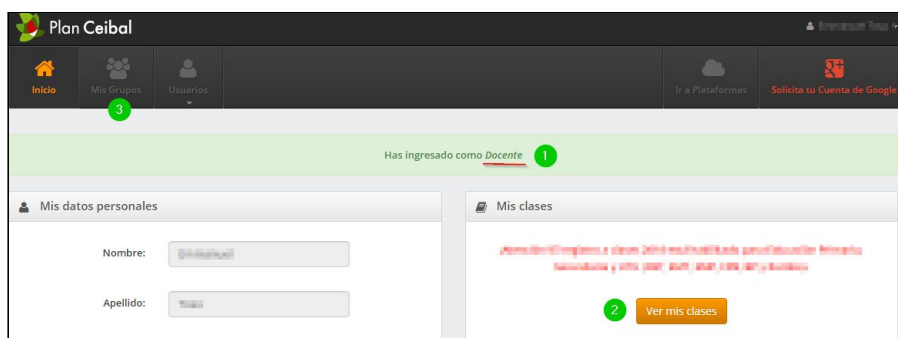 Plan Ceibal
Inicio
Mis Grupos
Usuarios
Ir a Plataformas
Solicita tu Cuenta de Google
3
Has ingresado como Docente 1
Mis datos personales
Mis clases
Nombre:
Apellido:
2 Ver mis clases